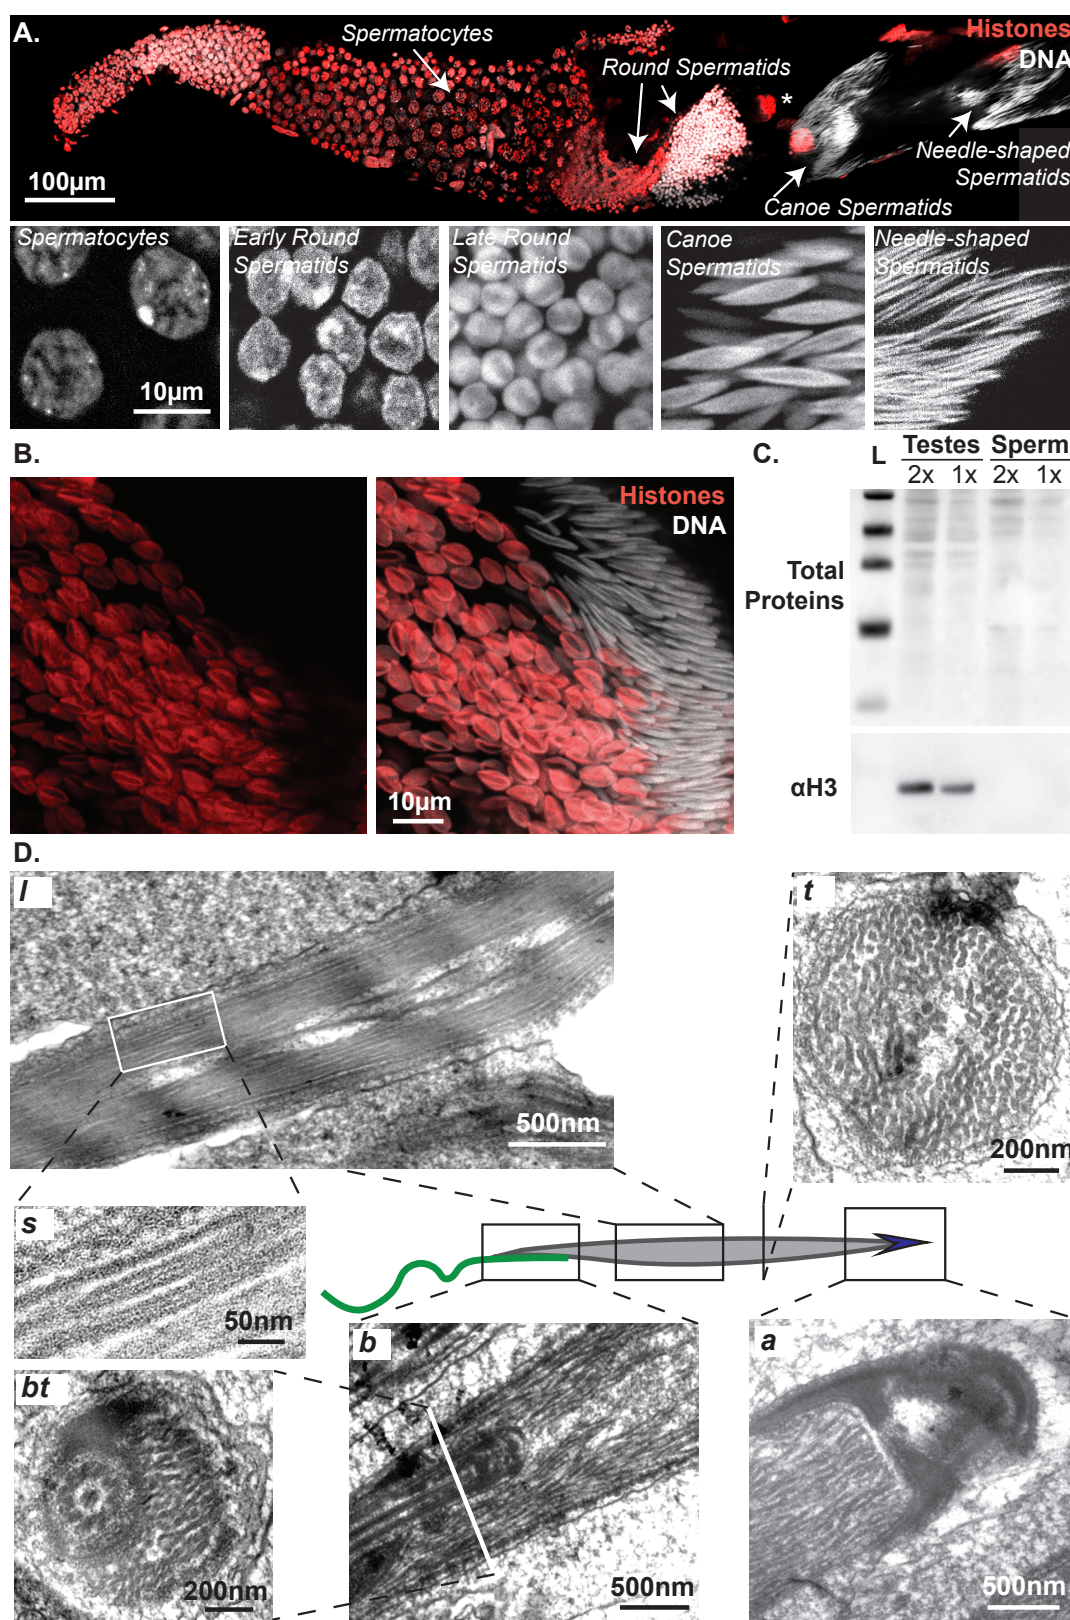 A.
Spermatocytes
Histones
DNA
Round Spermatids
*
Needle-shaped
Spermatids
Canoe Spermatids
100µm
Spermatocytes
10µm
Early Round
Spermatids
Late Round
Spermatids
Canoe
Spermatids
Needle-shaped
Spermatids
B.
Histones
DNA
10µm
C.
L
Testes
Sperm
2x 1x 2x 1x
Total
Proteins
αH3
D.
l
500nm
t
200nm
s
50nm
bt
200nm
b
500nm
a
500nm